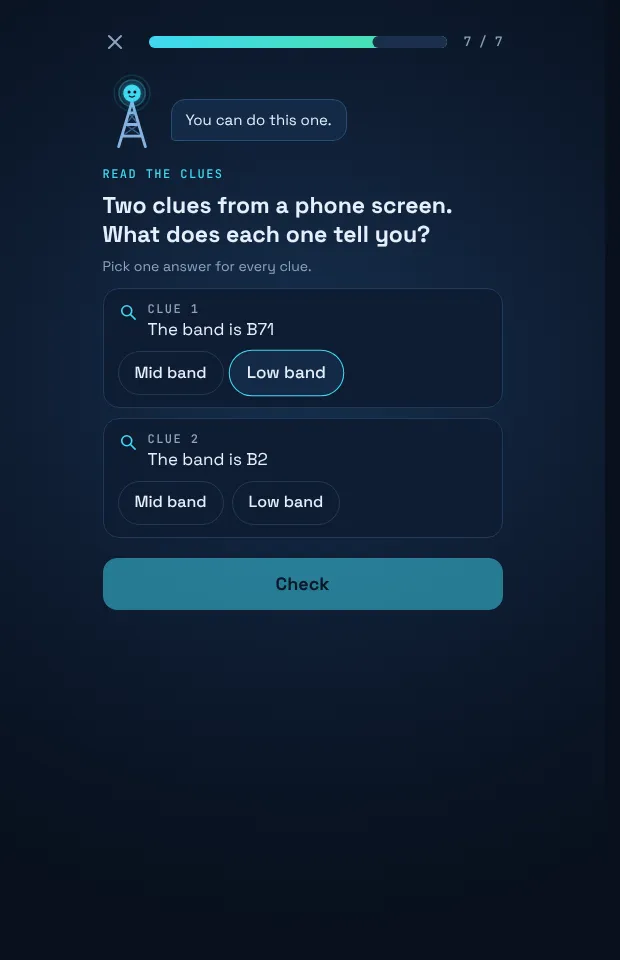 7 / 7
You can do this one.
READ THE CLUES
Two clues from a phone screen.
What does each one tell you?
Pick one answer for every clue.
CLUE 1
The band is B71
Mid band
Low band
CLUE 2
The band is B2
Mid band
Low band
Check